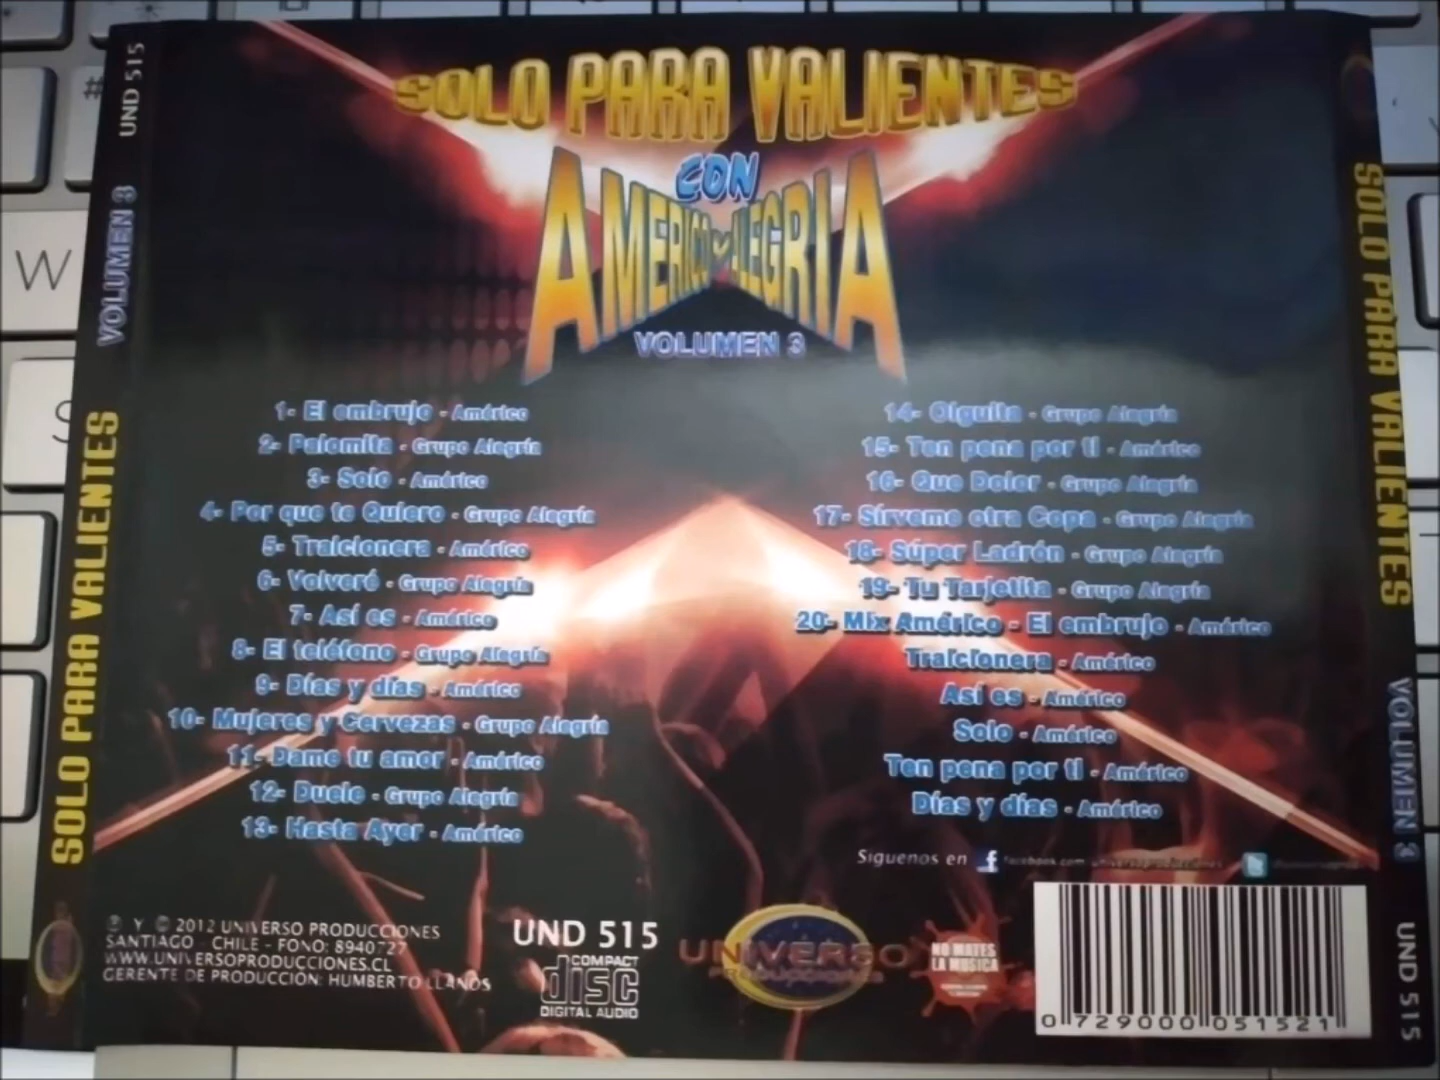 SOLO PARA VALIENTES
CON
AMERICO Y ALEGRIA
VOLUMEN 3
1- El embrujo - Américo
2- Palomita - Grupo Alegría
3- Solo - Américo
4- Por que te Quiero - Grupo Alegría
5- Traicionera - Américo
6- Volveré - Grupo Alegría
7- Así es - Américo
8- El teléfono - Grupo Alegría
9- Días y días - Américo
10- Mujeres y Cervezas - Grupo Alegría
11- Dame tu amor - Américo
12- Duele - Grupo Alegría
13- Hasta Ayer - Américo
14- Olguita - Grupo Alegría
15- Ten pena por ti - Américo
16- Que Dolor - Grupo Alegría
17- Sírveme otra Copa - Grupo Alegría
18- Súper Ladrón - Grupo Alegría
19- Tu Tarjetita - Grupo Alegría
20- Mix Américo - El embrujo - Américo
Traicionera - Américo
Así es - Américo
Solo - Américo
Ten pena por ti - Américo
Días y días - Américo
Síguenos en f facebook.com universoproducciones
℗ Y © 2012 UNIVERSO PRODUCCIONES
SANTIAGO - CHILE - FONO: 8940727
WWW.UNIVERSOPRODUCCIONES.CL
GERENTE DE PRODUCCIÓN: HUMBERTO LLANOS
UND 515
COMPACT
disc
DIGITAL AUDIO
UNIVERSO
PRODUCCIONES
NO MATES
LA MUSICA
0 729000 051521
SOLO PARA VALIENTES VOLUMEN 3 UND 515
SOLO PARA VALIENTES VOLUMEN 3 UND 515
#
W
S